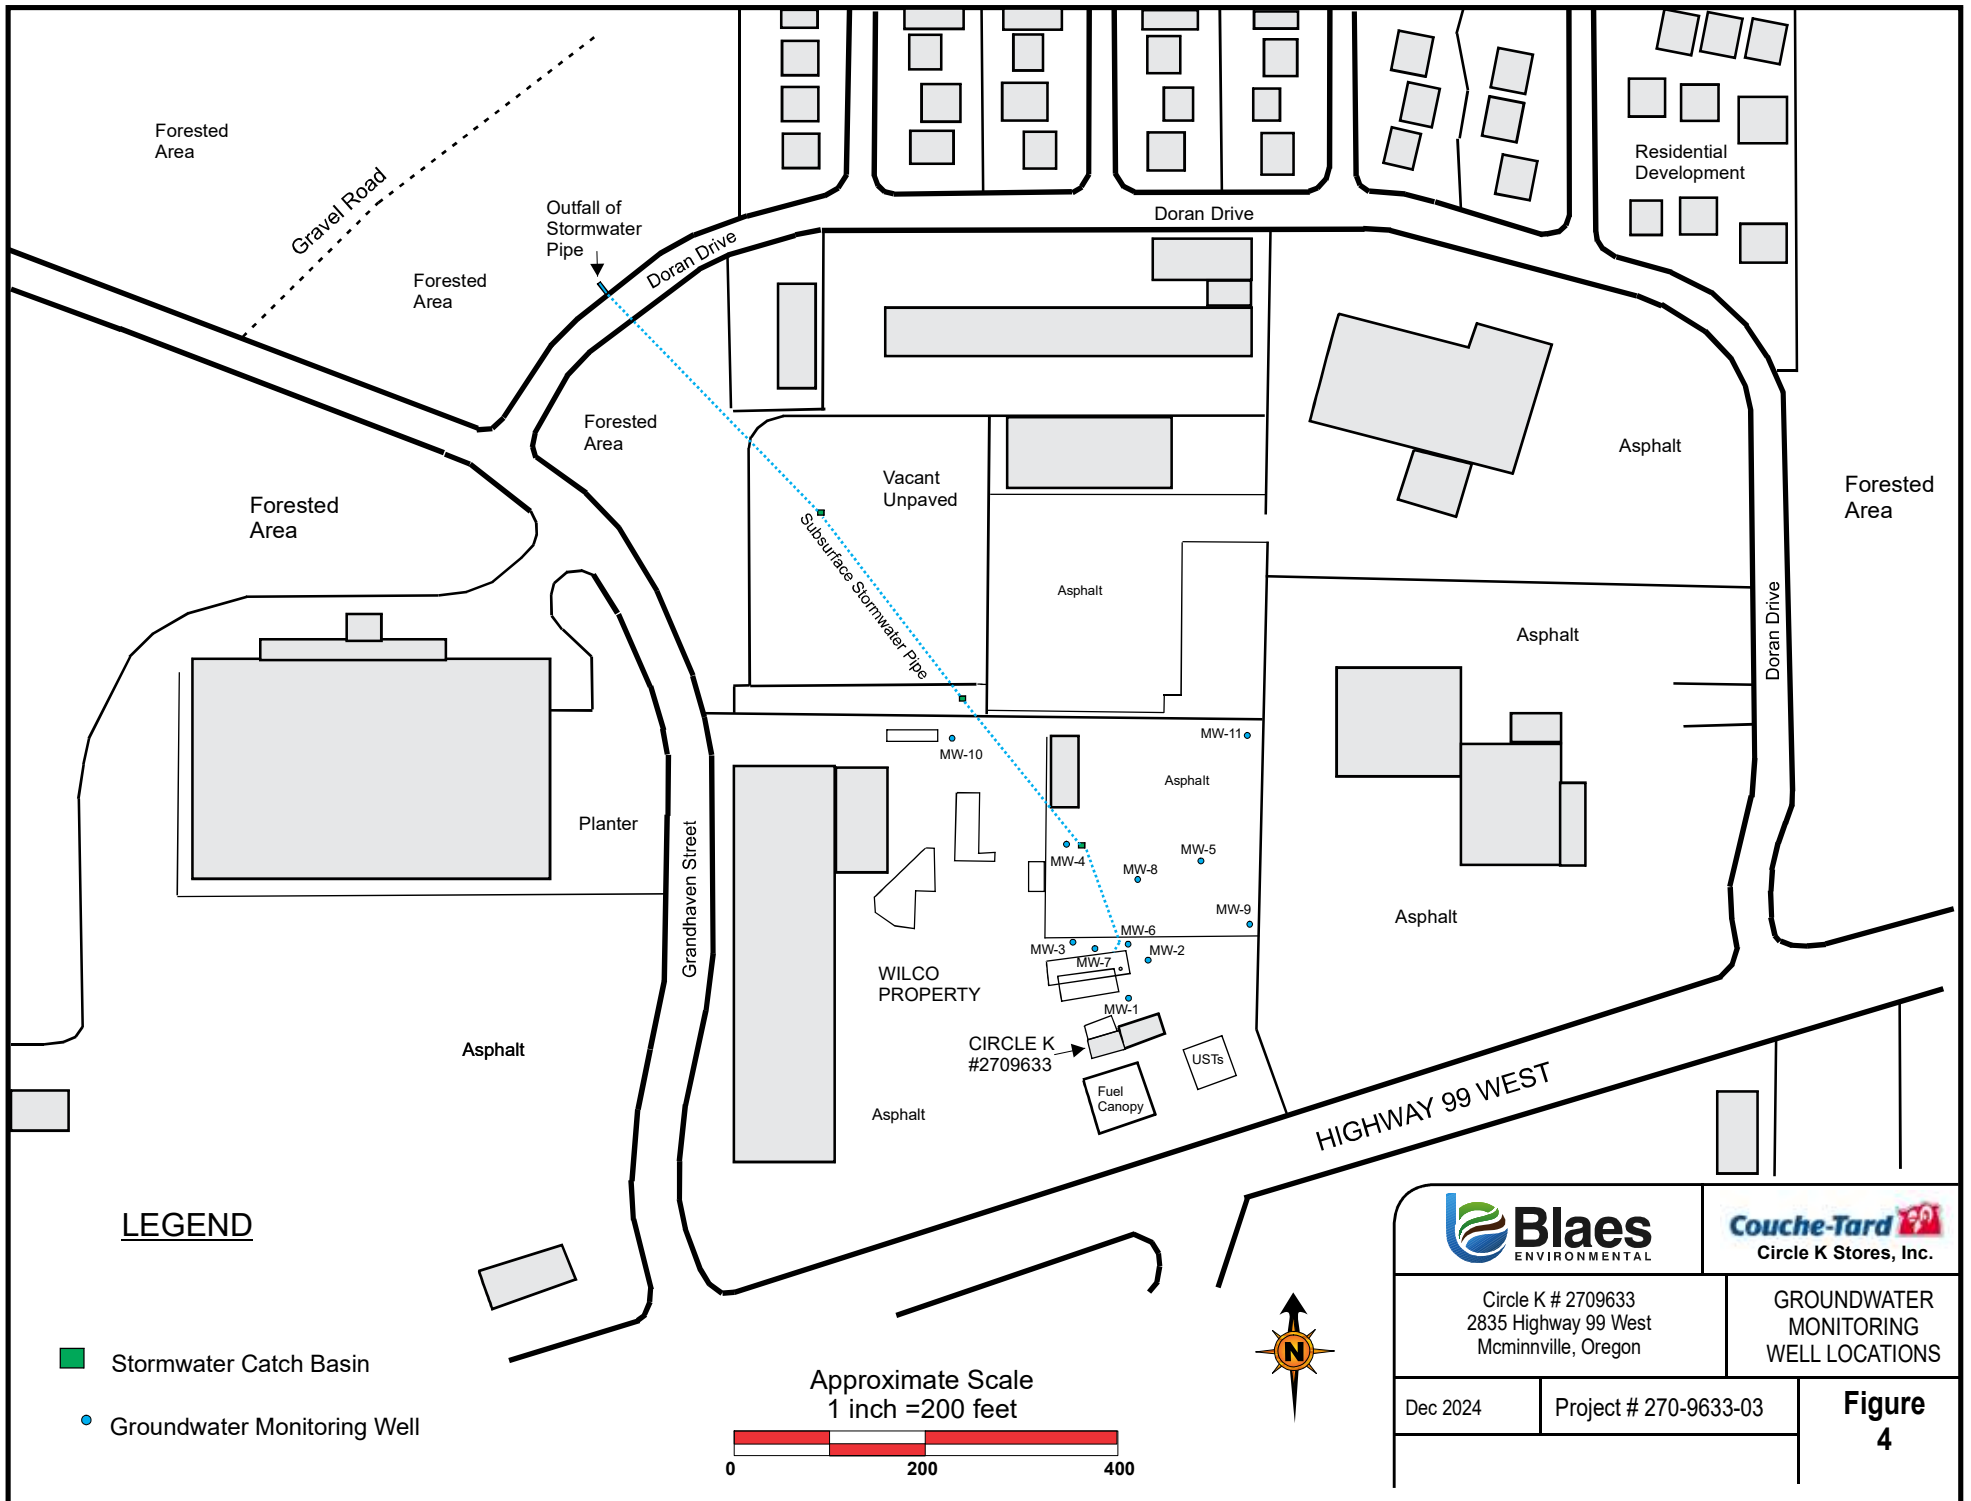 Forested
Area
Gravel Road
Outfall of
Stormwater
Pipe
Forested
Area
Doran Drive
Doran Drive
Residential
Development
Forested
Area
Forested
Area
Vacant
Unpaved
Asphalt
Forested
Area
Subsurface Stormwater Pipe
Asphalt
Asphalt
Doran Drive
MW-10
MW-11
Asphalt
Planter
Grandhaven Street
MW-4
MW-5
MW-8
MW-9
Asphalt
MW-6
MW-3
MW-2
MW-7
WILCO
PROPERTY
MW-1
CIRCLE K
#2709633
USTs
Asphalt
Fuel
Canopy
Asphalt
HIGHWAY 99 WEST
LEGEND
Stormwater Catch Basin
Groundwater Monitoring Well
Approximate Scale
1 inch =200 feet
0 200 400
N
Blaes
ENVIRONMENTAL
Couche-Tard
Circle K Stores, Inc.
Circle K # 2709633
2835 Highway 99 West
Mcminnville, Oregon
GROUNDWATER
MONITORING
WELL LOCATIONS
Dec 2024
Project # 270-9633-03
Figure
4